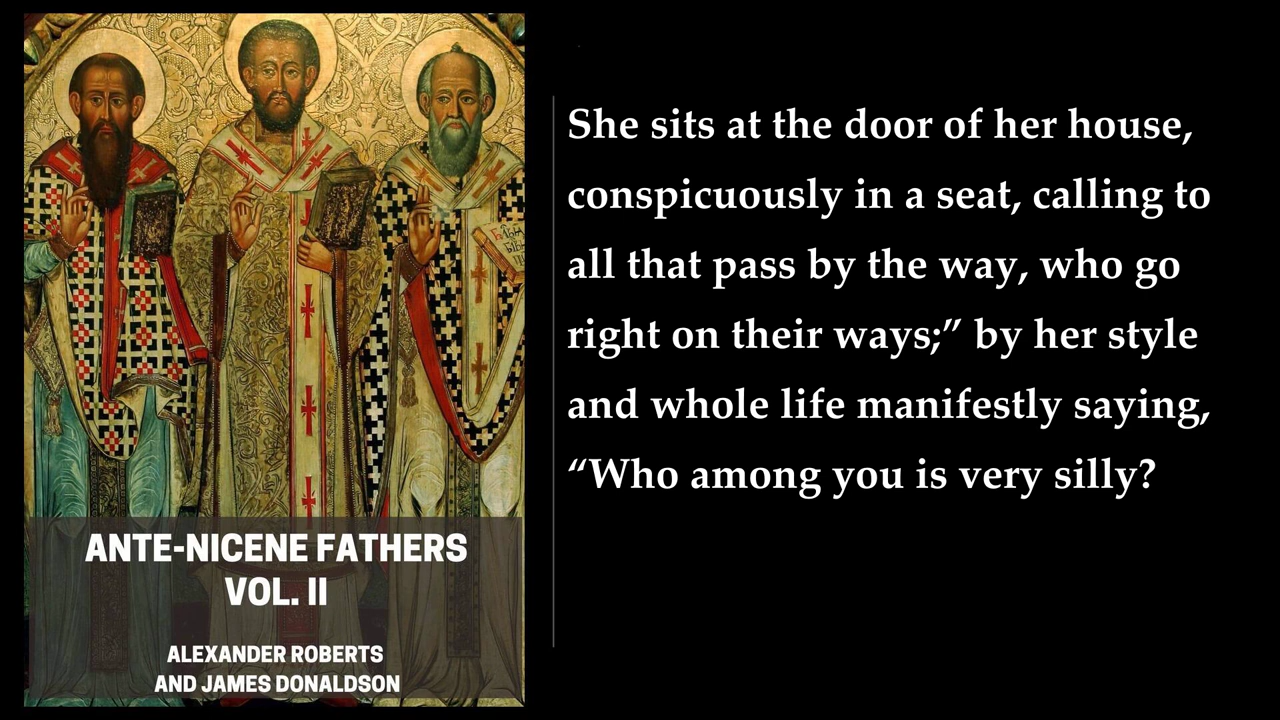 She sits at the door of her house,
conspicuously in a seat, calling to
all that pass by the way, who go
right on their ways;” by her style
and whole life manifestly saying,
“Who among you is very silly?
ANTE-NICENE FATHERS
VOL. II
ALEXANDER ROBERTS
AND JAMES DONALDSON